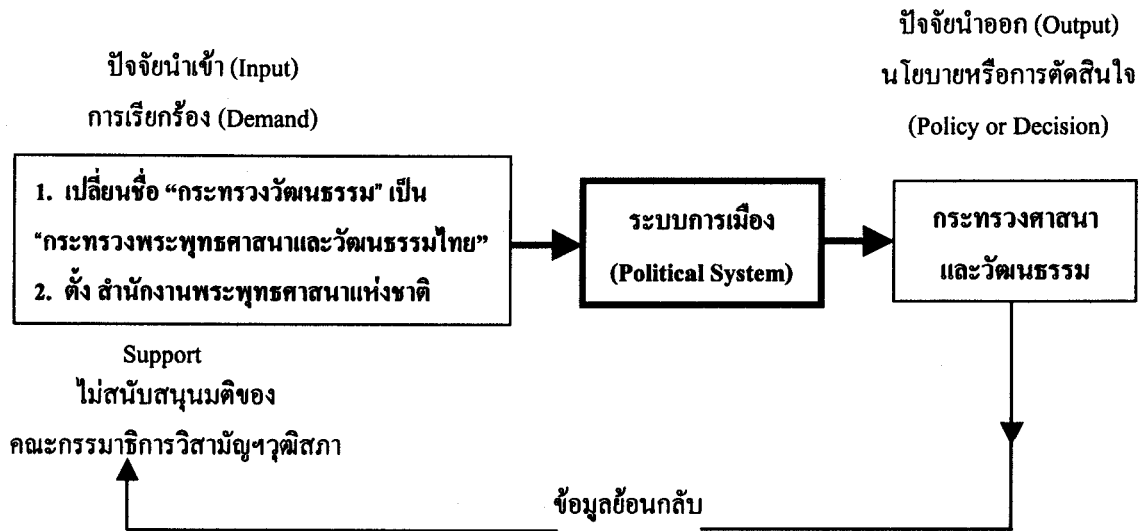 ปัจจัยนำเข้า (Input)
การเรียกร้อง (Demand)
1. เปลี่ยนชื่อ “กระทรวงวัฒนธรรม” เป็น
“กระทรวงพระพุทธศาสนาและวัฒนธรรมไทย”
2. ตั้ง สำนักงานพระพุทธศาสนาแห่งชาติ
Support
ไม่สนับสนุนมติของ
คณะกรรมาธิการวิสามัญฯวุฒิสภา
ระบบการเมือง
(Political System)
ปัจจัยนำออก (Output)
นโยบายหรือการตัดสินใจ
(Policy or Decision)
กระทรวงศาสนา
และวัฒนธรรม
ข้อมูลย้อนกลับ